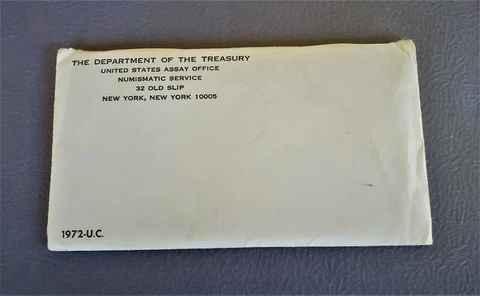 THE DEPARTMENT OF THE TREASURY
UNITED STATES ASSAY OFFICE
NUMISMATIC SERVICE
32 OLD SLIP
NEW YORK, NEW YORK 10005
1972-U.C.